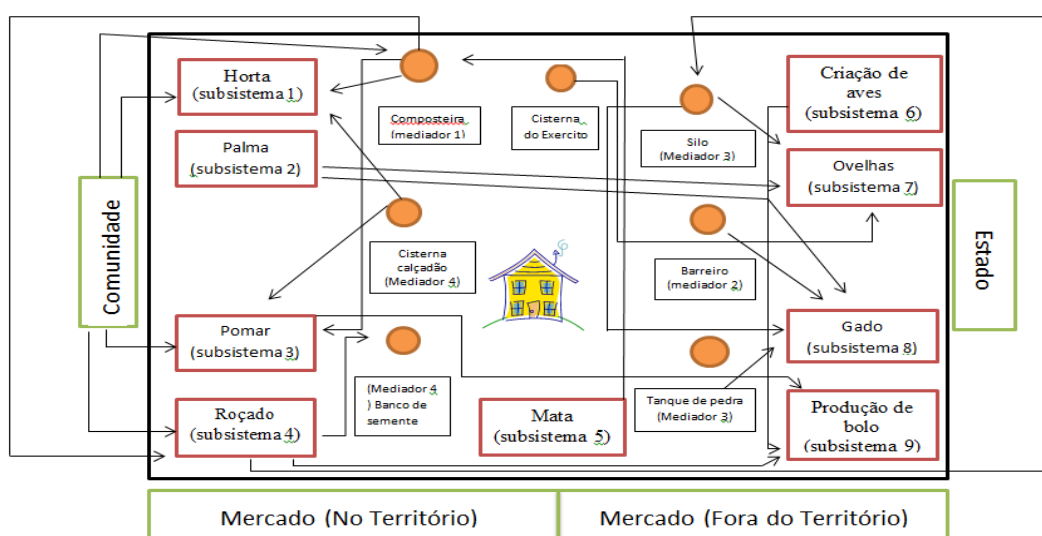 Horta
(subsistema 1)
Palma
(subsistema 2)
Composteira
(mediador 1)
Cisterna
do Exercito
Silo
(Mediador 3)
Criação de
aves
(subsistema 6)
Ovelhas
(subsistema 7)
Comunidade
Cisterna
calçadão
(Mediador 4)
Barreiro
(mediador 2)
Estado
Pomar
(subsistema 3)
Gado
(subsistema 8)
(Mediador 4
) Banco de
semente
Tanque de pedra
(Mediador 3)
Roçado
(subsistema 4)
Mata
(subsistema 5)
Produção de
bolo
(subsistema 9)
Mercado (No Território)
Mercado (Fora do Território)